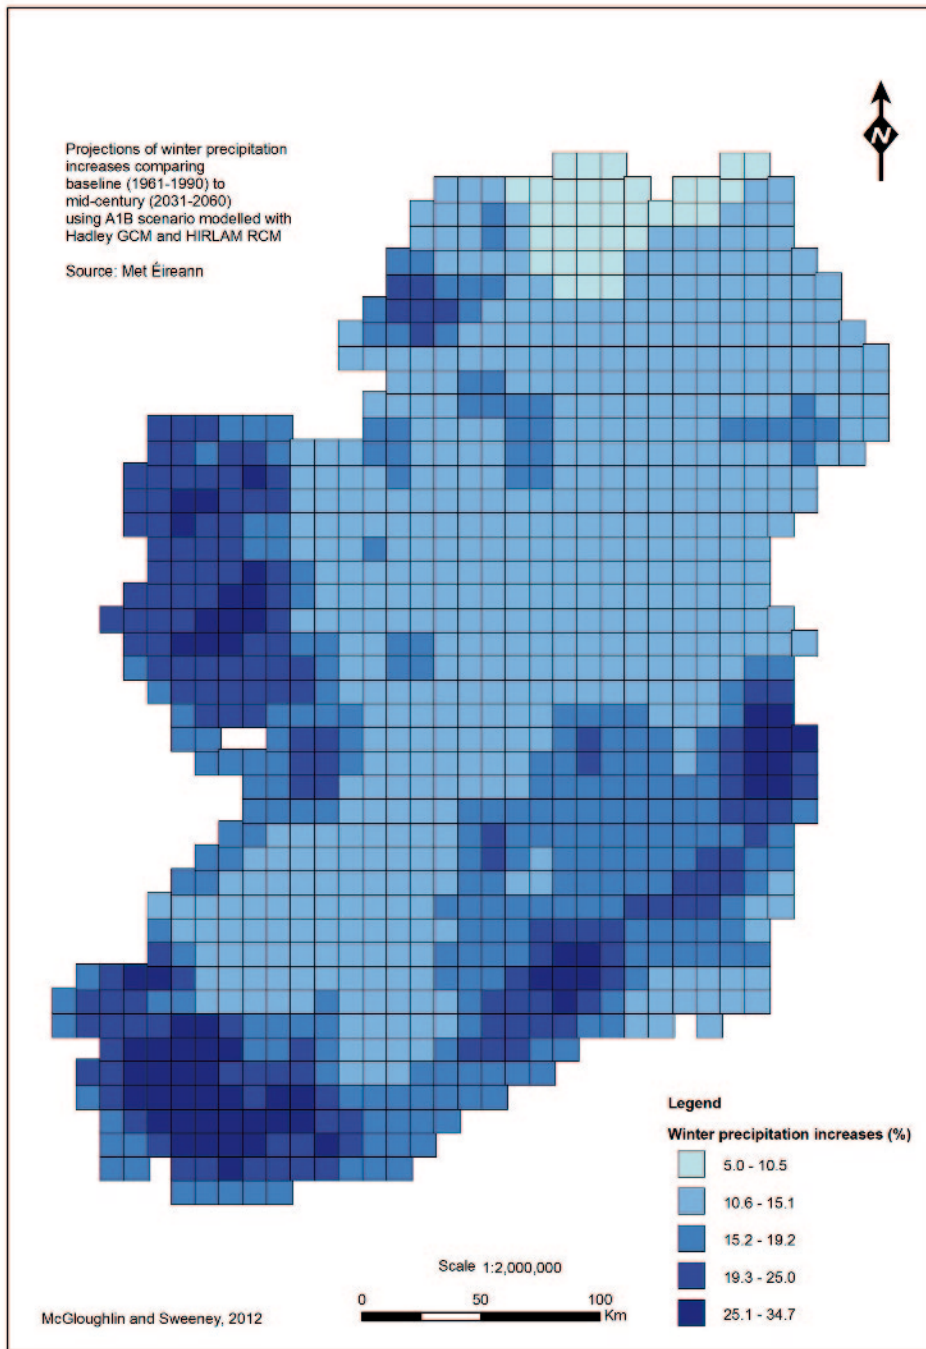 Projections of winter precipitation
increases comparing
baseline (1961-1990) to
mid-century (2031-2060)
using A1B scenario modelled with
Hadley GCM and HIRLAM RCM
Source: Met Éireann
N
Legend
Winter precipitation increases (%)
5.0 - 10.5
10.6 - 15.1
15.2 - 19.2
19.3 - 25.0
25.1 - 34.7
Scale 1:2,000,000
0 50 100
Km
McGloughlin and Sweeney, 2012